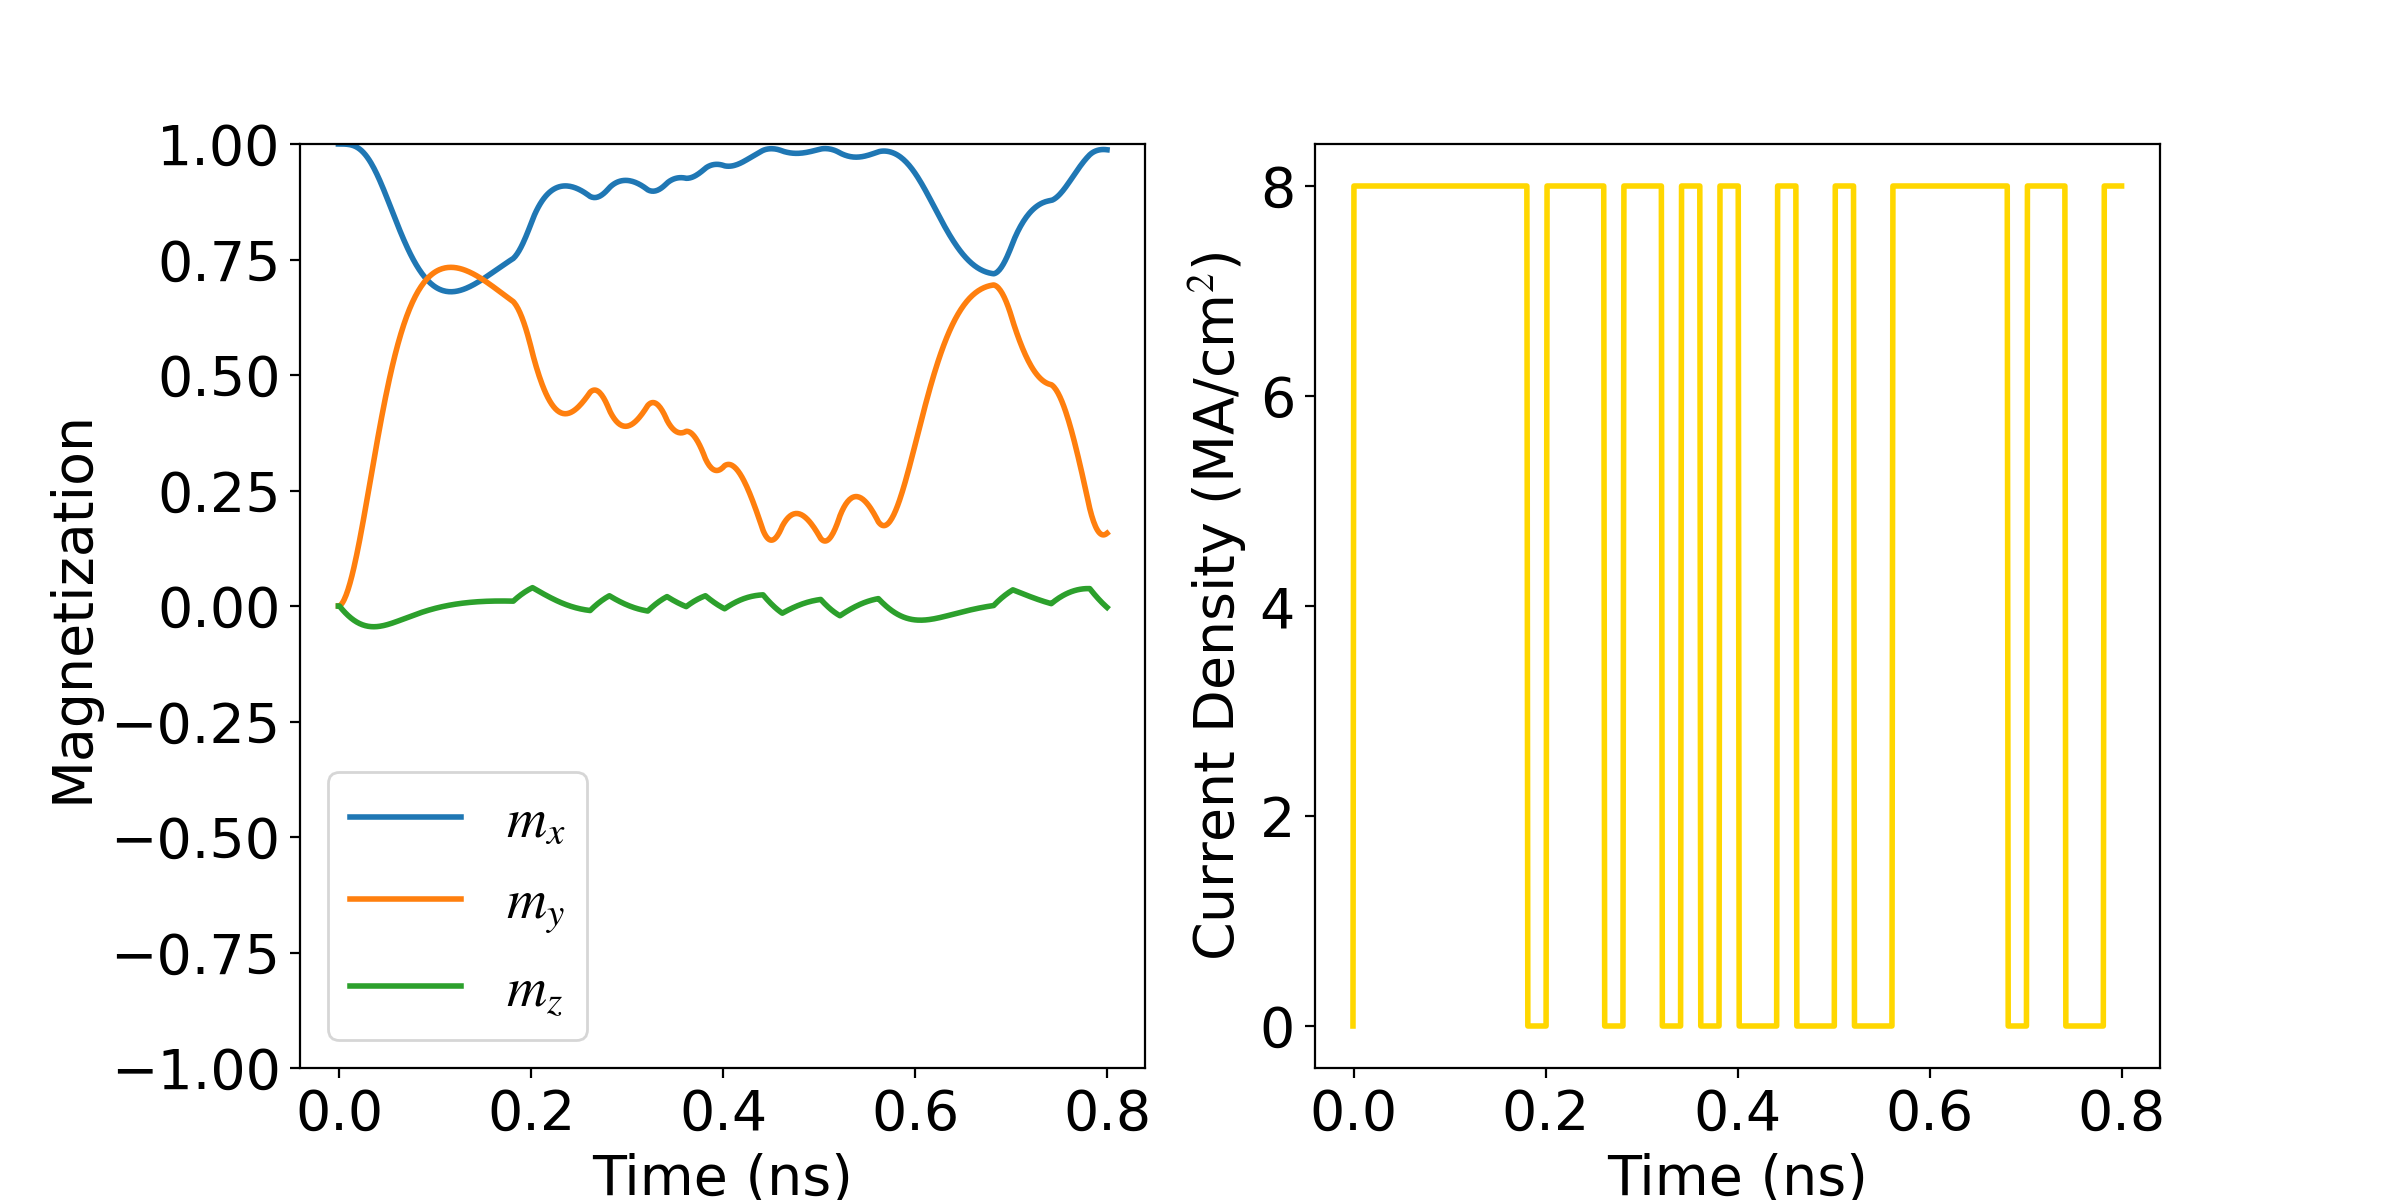 1.00
0.75
0.50
0.25
0.00
−0.25
−0.50
−0.75
−1.00
Magnetization
m_x
m_y
m_z
0.0 0.2 0.4 0.6 0.8
Time (ns)
8
6
4
2
0
Current Density (MA/cm²)
0.0 0.2 0.4 0.6 0.8
Time (ns)